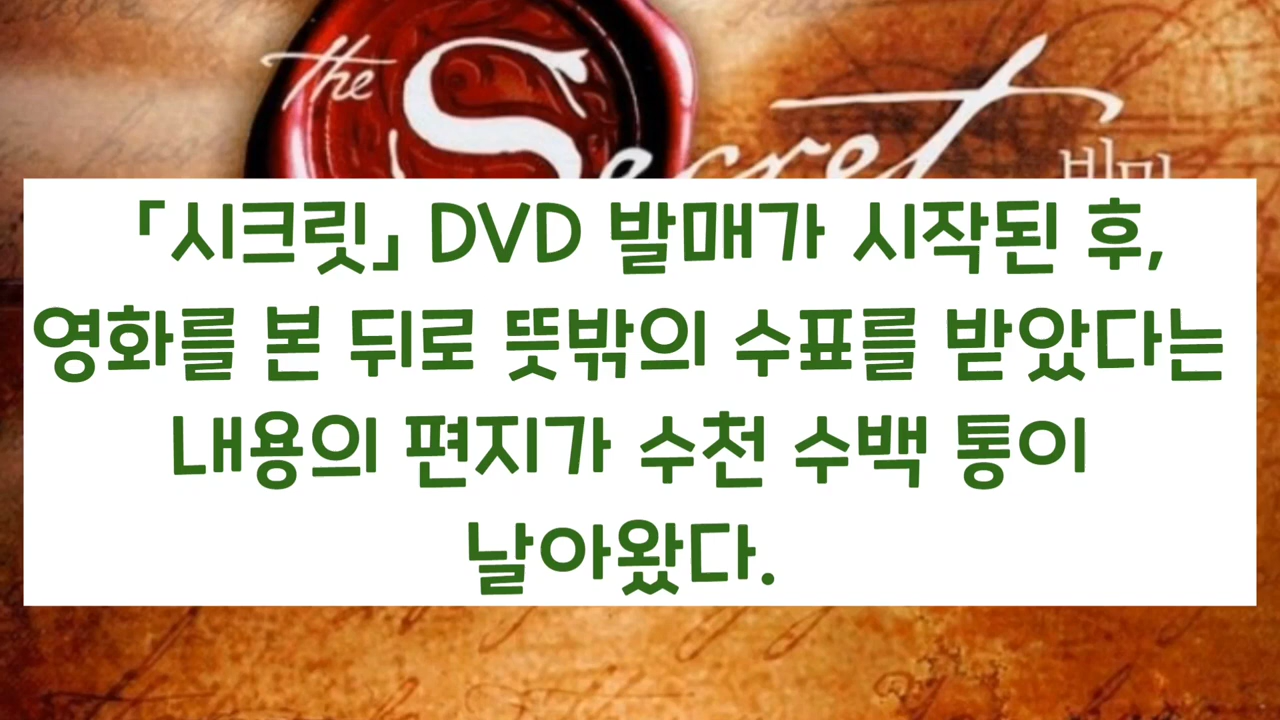 the Secret
비밀
「시크릿」 DVD 발매가 시작된 후,
영화를 본 뒤로 뜻밖의 수표를 받았다는
내용의 편지가 수천 수백 통이
날아왔다.